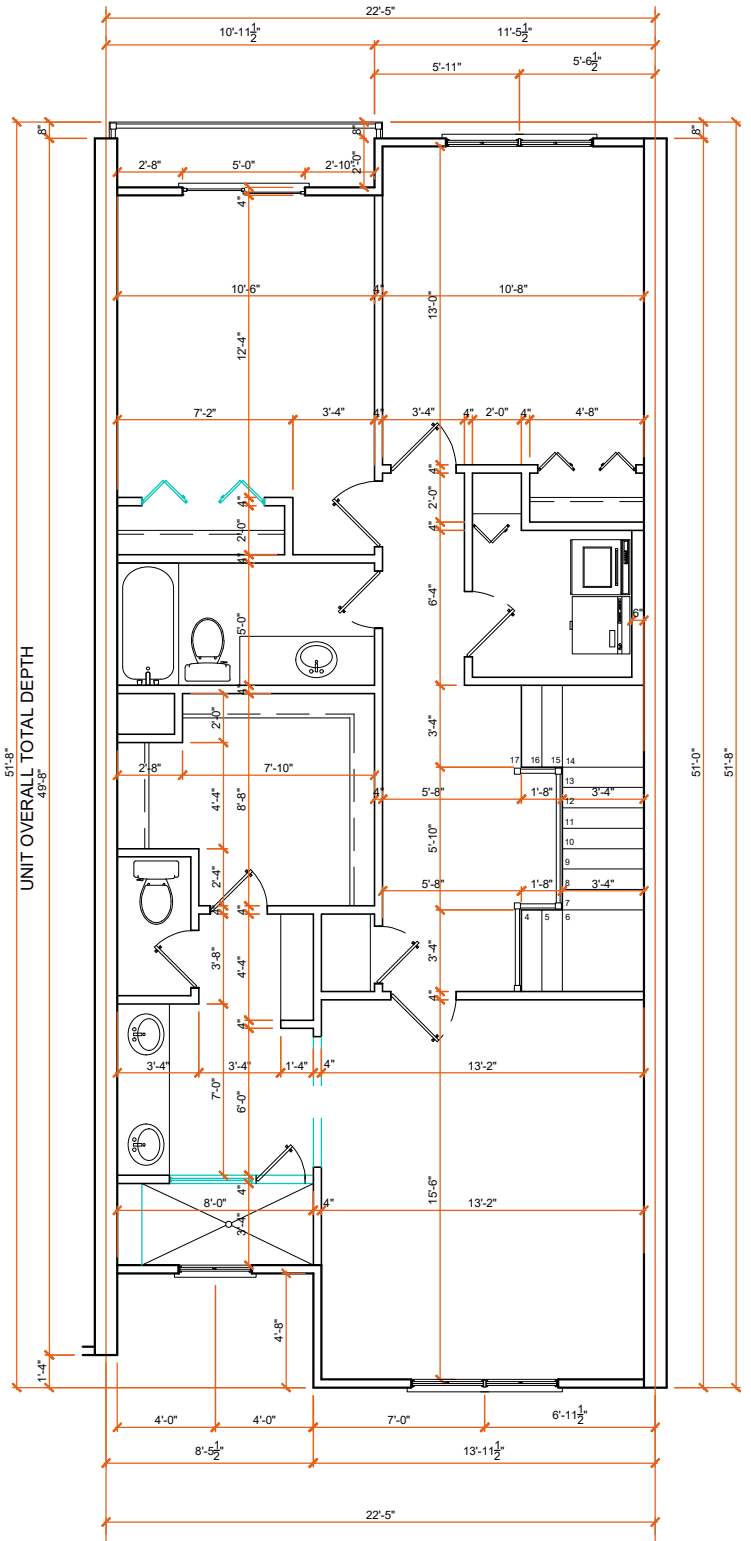 22'-5"
10'-11 1/2" 11'-5 1/2"
5'-11" 5'-6 1/2"
8" 8" 8"
2'-8" 5'-0" 2'-10" 2'-0"
4"
10'-6" 4" 10'-8"
13'-0"
12'-4"
7'-2" 3'-4" 4" 3'-4" 4" 2'-0" 4" 4'-8"
4"
2'-0"
4"
4"
2'-0"
4"
6'-4"
6"
5'-0"
4"
2'-0"
3'-4"
17 16 15 14
13
12
11
10
9
8
7
4 5 6
2'-8" 7'-10" 4" 5'-8" 1'-8" 3'-4"
4'-4" 8'-8" 5'-10"
2'-4"
5'-8" 1'-8" 3'-4"
4" 4"
3'-8" 4'-4" 3'-4"
4"
4"
3'-4" 3'-4" 1'-4" 4" 13'-2"
7'-0" 6'-0"
4"
15'-6"
8'-0" 4" 13'-2"
3'-4"
4'-8"
51'-8"
UNIT OVERALL TOTAL DEPTH
49'-8"
1'-4"
51'-0"
51'-8"
4'-0" 4'-0" 7'-0" 6'-11 1/2"
8'-5 1/2" 13'-11 1/2"
22'-5"